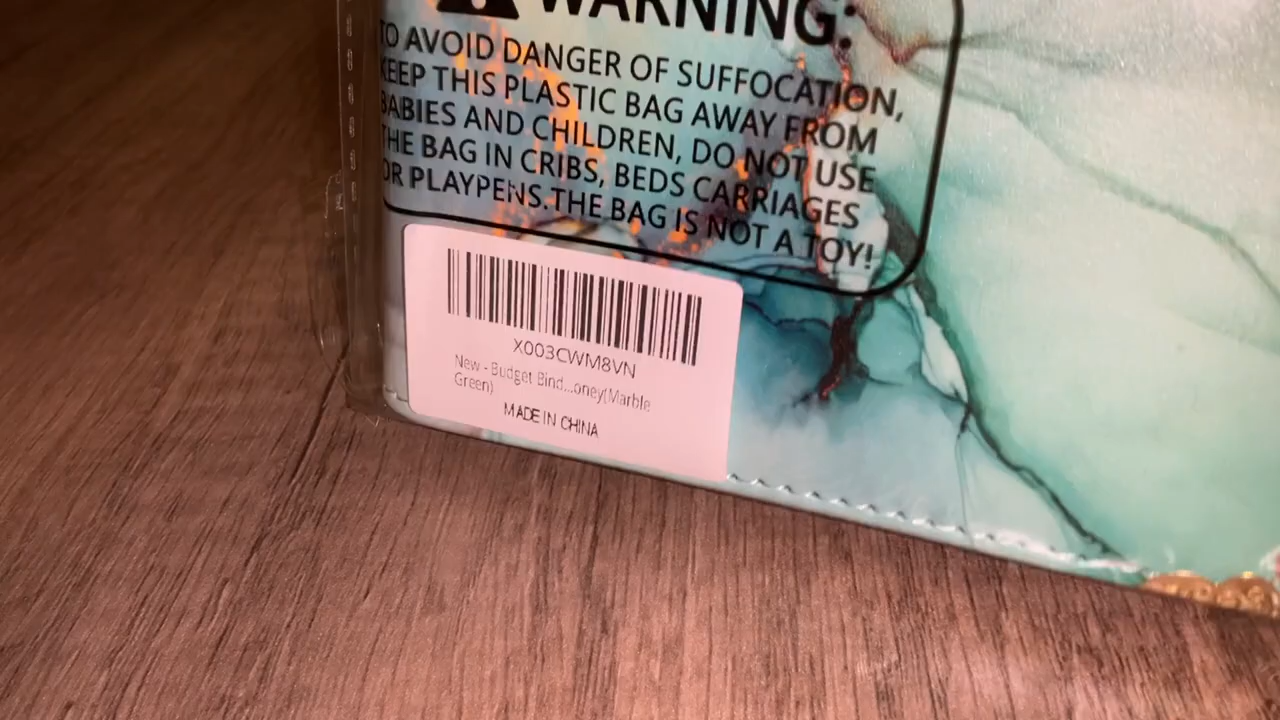 WARNING:
TO AVOID DANGER OF SUFFOCATION,
KEEP THIS PLASTIC BAG AWAY FROM
BABIES AND CHILDREN, DO NOT USE
THE BAG IN CRIBS, BEDS CARRIAGES
OR PLAYPENS.THE BAG IS NOT A TOY!
X003CWM8VN
New - Budget Bind...oney(Marble
Green)
MADE IN CHINA